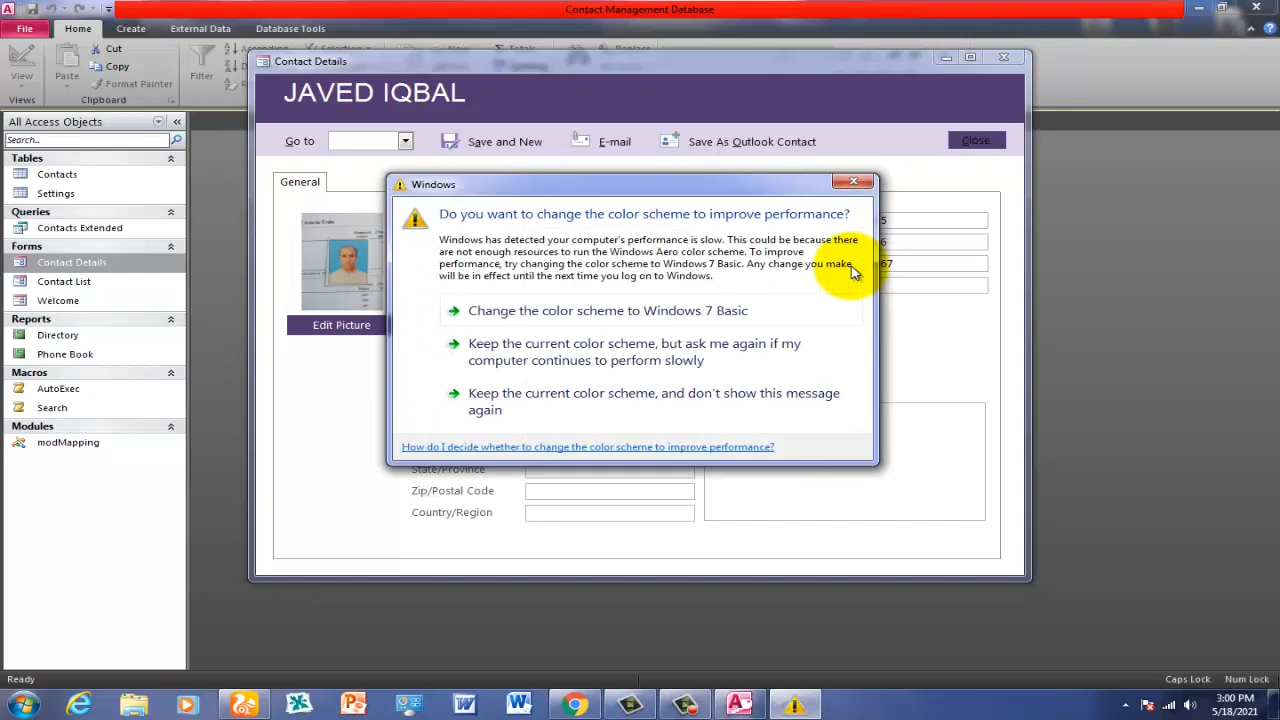 Contact Management Database
File Home Create External Data Database Tools
View
Views
Paste
Cut
Copy
Format Painter
Clipboard
Filter
Ascending
Selection
New
Totals
Replace
All Access Objects
Search...
Tables
Contacts
Settings
Queries
Contacts Extended
Forms
Contact Details
Contact List
Welcome
Reports
Directory
Phone Book
Macros
AutoExec
Search
Modules
modMapping
Contact Details
JAVED IQBAL
Go to Save and New E-mail Save As Outlook Contact Close
General
Edit Picture
5
6
67
Windows
Do you want to change the color scheme to improve performance?
Windows has detected your computer's performance is slow. This could be because there
are not enough resources to run the Windows Aero color scheme. To improve
performance, try changing the color scheme to Windows 7 Basic. Any change you make
will be in effect until the next time you log on to Windows.
Change the color scheme to Windows 7 Basic
Keep the current color scheme, but ask me again if my
computer continues to perform slowly
Keep the current color scheme, and don't show this message
again
How do I decide whether to change the color scheme to improve performance?
State/Province
Zip/Postal Code
Country/Region
Ready Caps Lock Num Lock
3:00 PM
5/18/2021